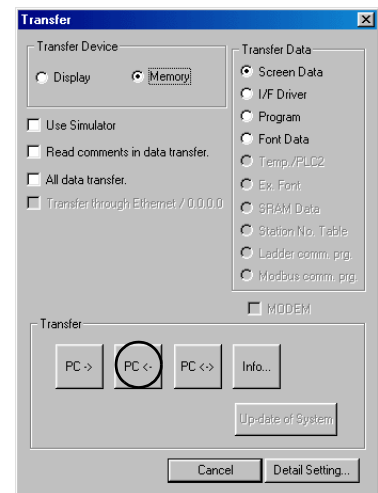 Transfer
Transfer Device
Display
Memory
Use Simulator
Read comments in data transfer.
All data transfer.
Transfer through Ethernet / 0.0.0.0
Transfer Data
Screen Data
I/F Driver
Program
Font Data
Temp./PLC2
Ex. Font
SRAM Data
Station No. Table
Ladder comm. prg.
Modbus comm. prg.
MODEM
Transfer
PC ->
PC <-
PC <->
Info...
Up-date of System
Cancel
Detail Setting...